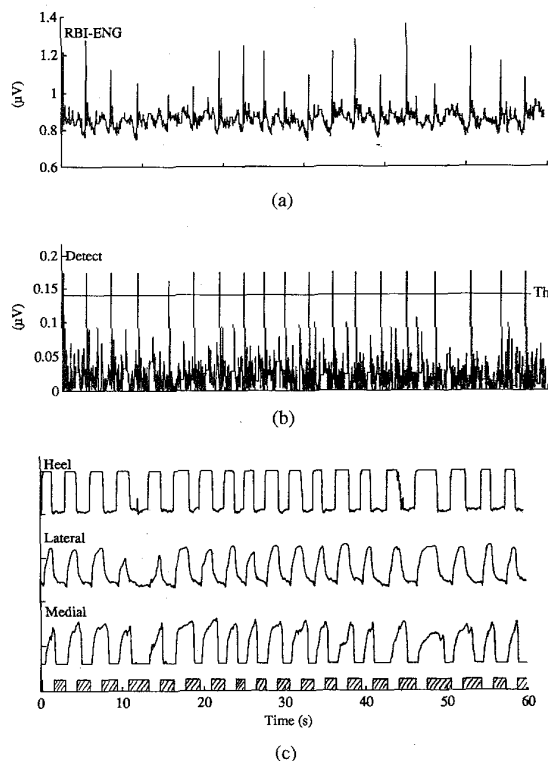 1.4
RBI-ENG
1.2
(μV)
1.0
0.8
0.6
(a)
0.2
Detect
0.15
Th
(μV)
0.1
0.05
0
(b)
Heel
Lateral
Medial
0 10 20 30 40 50 60
Time (s)
(c)